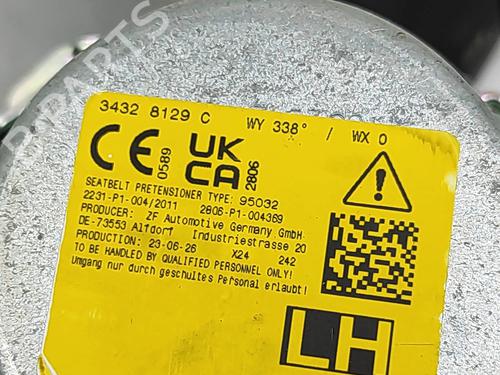 3432 8129 C WY 338° / WX 0
CE 0589 UK CA 2806
SEATBELT PRETENSIONER TYPE: 95032
2231-P1-004/2011 2806-P1-004369
PRODUCER: ZF Automotive Germany GmbH
DE-73553 Alfdorf Industriestrasse 20
PRODUCTION: 23-06-26 X24 242
TO BE HANDLED BY QUALIFIED PERSONNEL ONLY!
Umgang nur durch geschultes Personal erlaubt!
LH